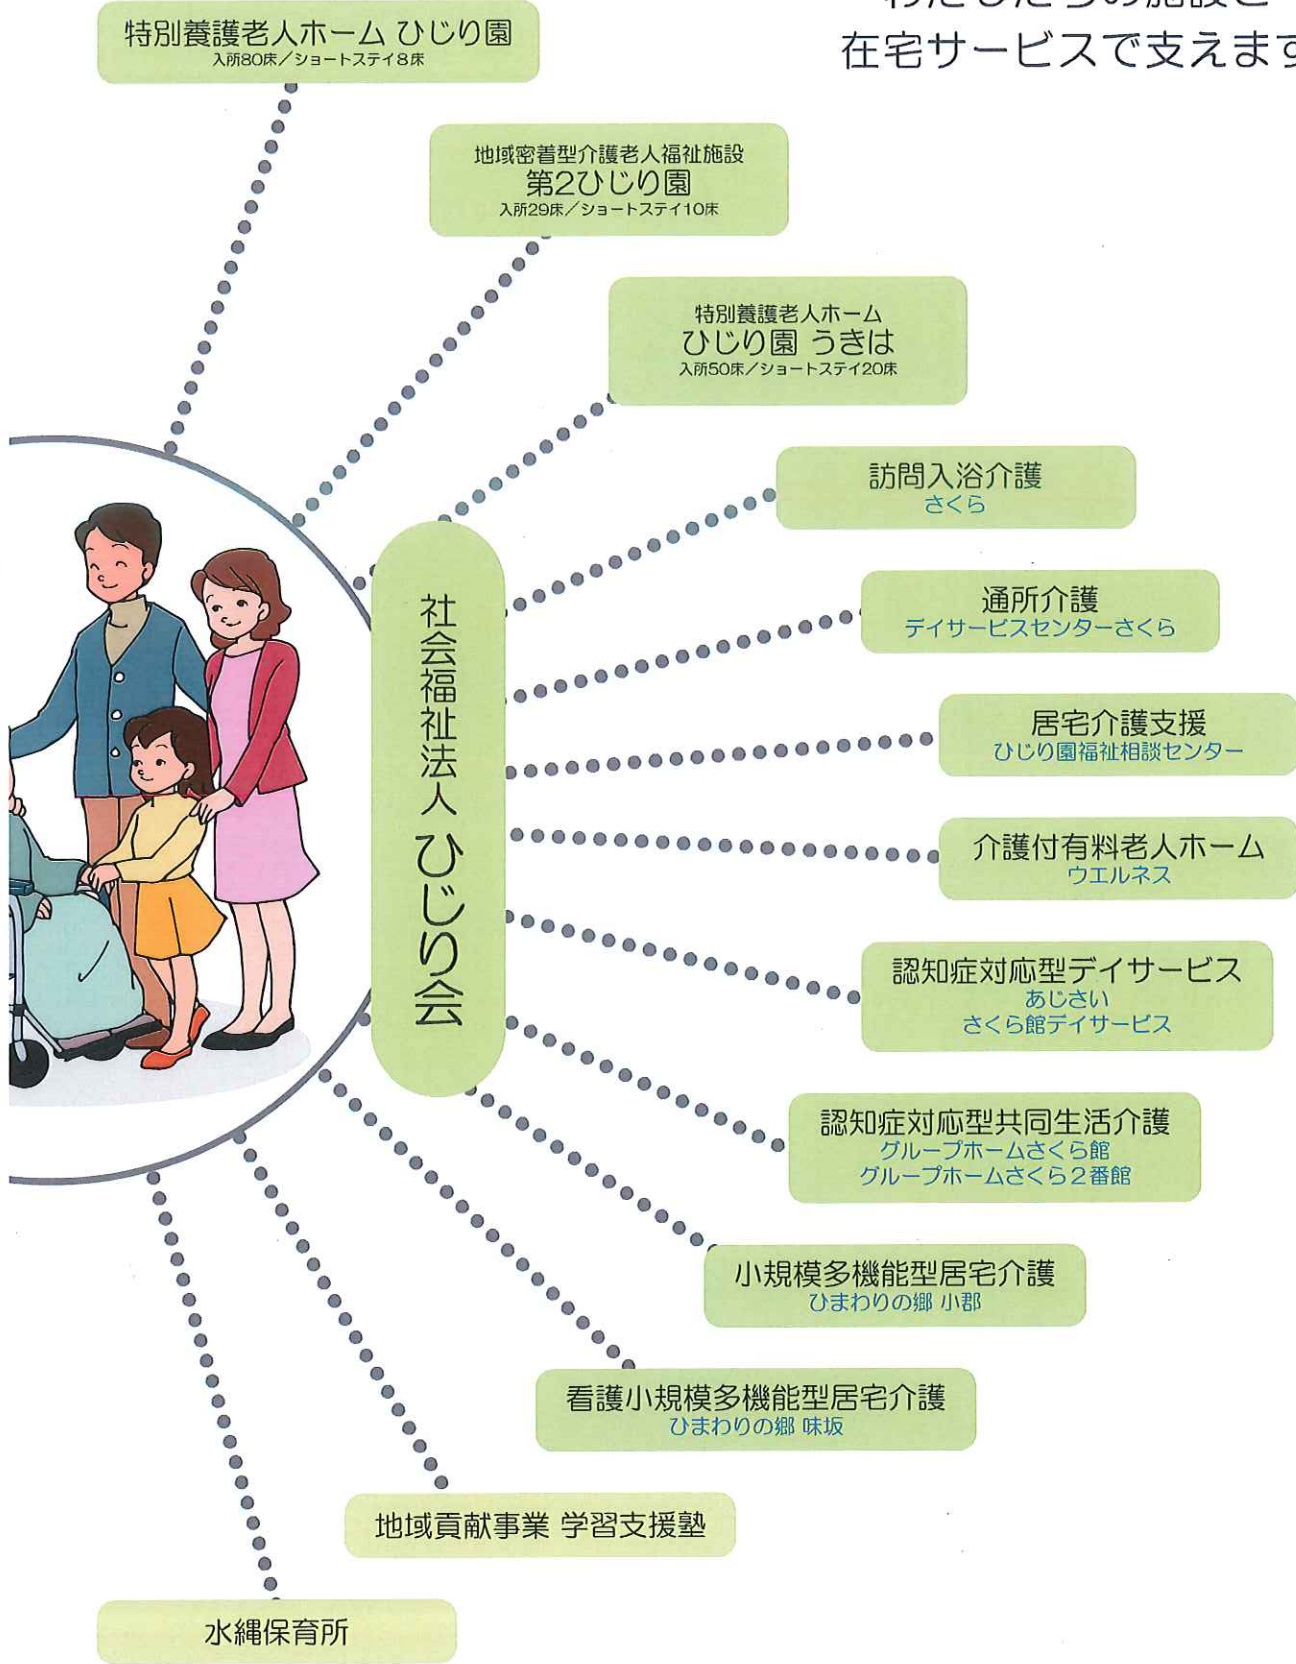 わたしたちの施設と
在宅サービスで支えます
特別養護老人ホーム ひじり園
入所80床/ショートステイ8床
地域密着型介護老人福祉施設
第2ひじり園
入所29床/ショートステイ10床
特別養護老人ホーム
ひじり園 うきは
入所50床/ショートステイ20床
訪問入浴介護
さくら
通所介護
デイサービスセンターさくら
居宅介護支援
ひじり園福祉相談センター
社会福祉法人 ひじり会
介護付有料老人ホーム
ウエルネス
認知症対応型デイサービス
あじさい
さくら館デイサービス
認知症対応型共同生活介護
グループホームさくら館
グループホームさくら2番館
小規模多機能型居宅介護
ひまわりの郷 小郡
看護小規模多機能型居宅介護
ひまわりの郷 味坂
地域貢献事業 学習支援塾
水縄保育所